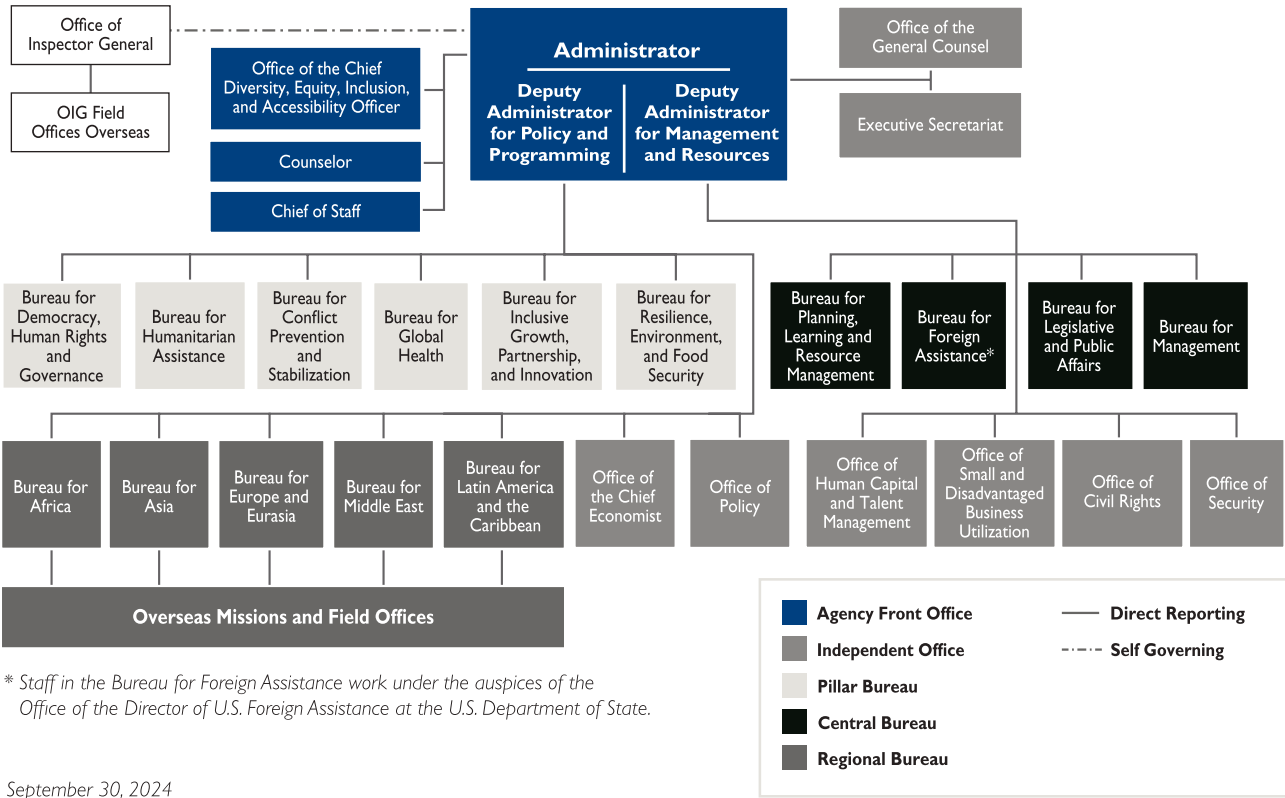 Office of
Inspector General
OIG Field
Offices Overseas
Office of the Chief
Diversity, Equity, Inclusion,
and Accessibility Officer
Counselor
Chief of Staff
Administrator
Deputy
Administrator
for Policy and
Programming
Deputy
Administrator
for Management
and Resources
Office of the
General Counsel
Executive Secretariat
Bureau for
Democracy,
Human Rights
and
Governance
Bureau for
Humanitarian
Assistance
Bureau for
Conflict
Prevention
and
Stabilization
Bureau for
Global
Health
Bureau for
Inclusive
Growth,
Partnership,
and Innovation
Bureau for
Resilience,
Environment,
and Food
Security
Bureau for
Planning,
Learning and
Resource
Management
Bureau for
Foreign
Assistance*
Bureau for
Legislative
and Public
Affairs
Bureau for
Management
Bureau for
Africa
Bureau for
Asia
Bureau for
Europe and
Eurasia
Bureau for
Middle East
Bureau for
Latin America
and the
Caribbean
Office of
the Chief
Economist
Office of
Policy
Office of
Human Capital
and Talent
Management
Office of
Small and
Disadvantaged
Business
Utilization
Office of
Civil Rights
Office of
Security
Overseas Missions and Field Offices
Agency Front Office
Independent Office
Pillar Bureau
Central Bureau
Regional Bureau
Direct Reporting
Self Governing
* Staff in the Bureau for Foreign Assistance work under the auspices of the
Office of the Director of U.S. Foreign Assistance at the U.S. Department of State.
September 30, 2024